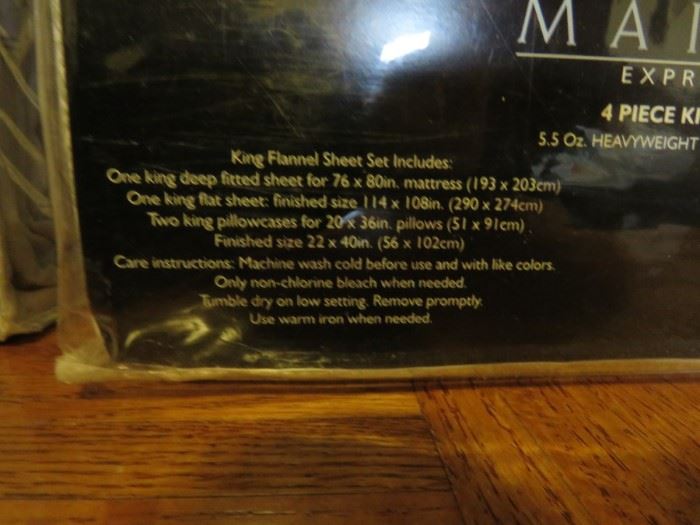 MA
EXPR
4 PIECE KI
5.5 Oz. HEAVYWEIGHT
King Flannel Sheet Set Includes:
One king deep fitted sheet for 76 x 80in. mattress (193 x 203cm)
One king flat sheet: finished size 114 x 108in. (290 x 274cm)
Two king pillowcases for 20 x 36in. pillows (51 x 91cm)
Finished size 22 x 40in. (56 x 102cm)
Care instructions: Machine wash cold before use and with like colors.
Only non-chlorine bleach when needed.
Tumble dry on low setting. Remove promptly.
Use warm iron when needed.